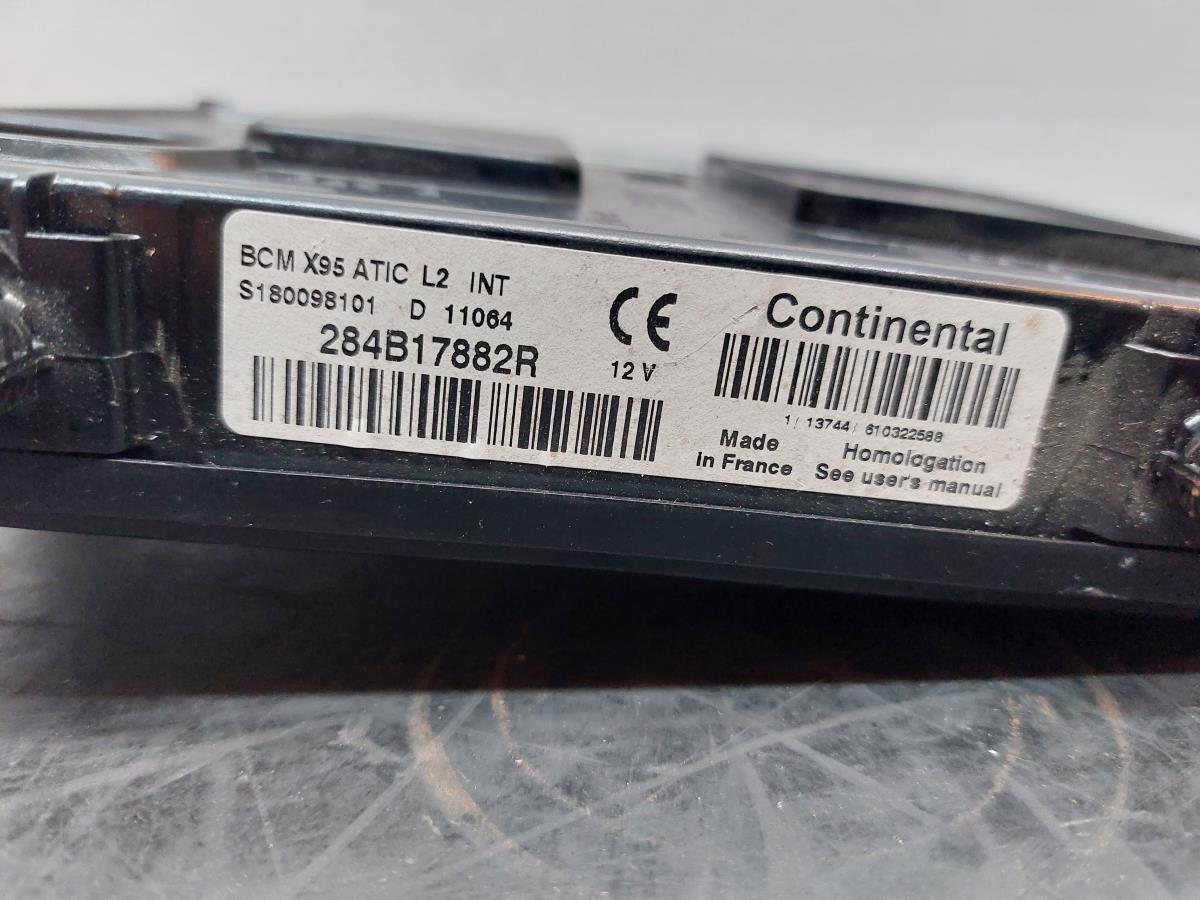 BCM X95 ATIC L2 INT
S180098101 D 11064
284B17882R
CE
12 V
Continental
1/ 13744/ 610322588
Made
in France
Homologation
See user's manual